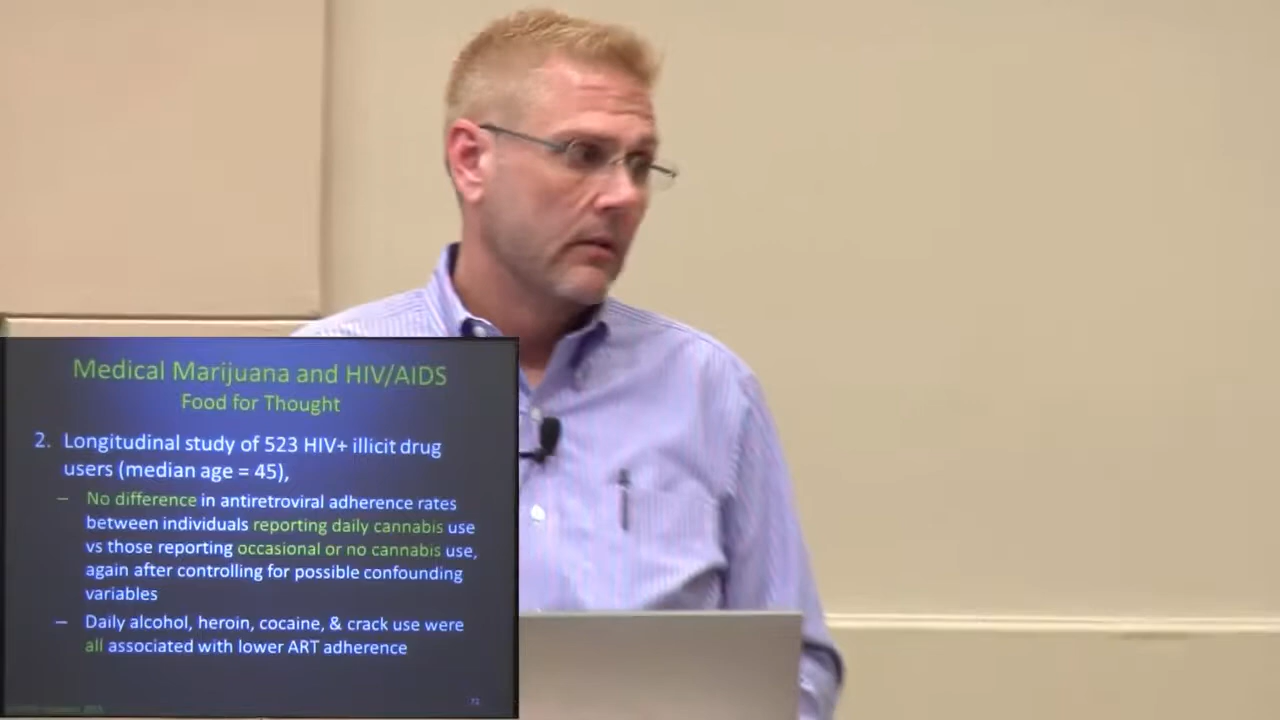 Medical Marijuana and HIV/AIDS
Food for Thought
2. Longitudinal study of 523 HIV+ illicit drug
users (median age = 45),
– No difference in antiretroviral adherence rates
between individuals reporting daily cannabis use
vs those reporting occasional or no cannabis use,
again after controlling for possible confounding
variables
– Daily alcohol, heroin, cocaine, & crack use were
all associated with lower ART adherence